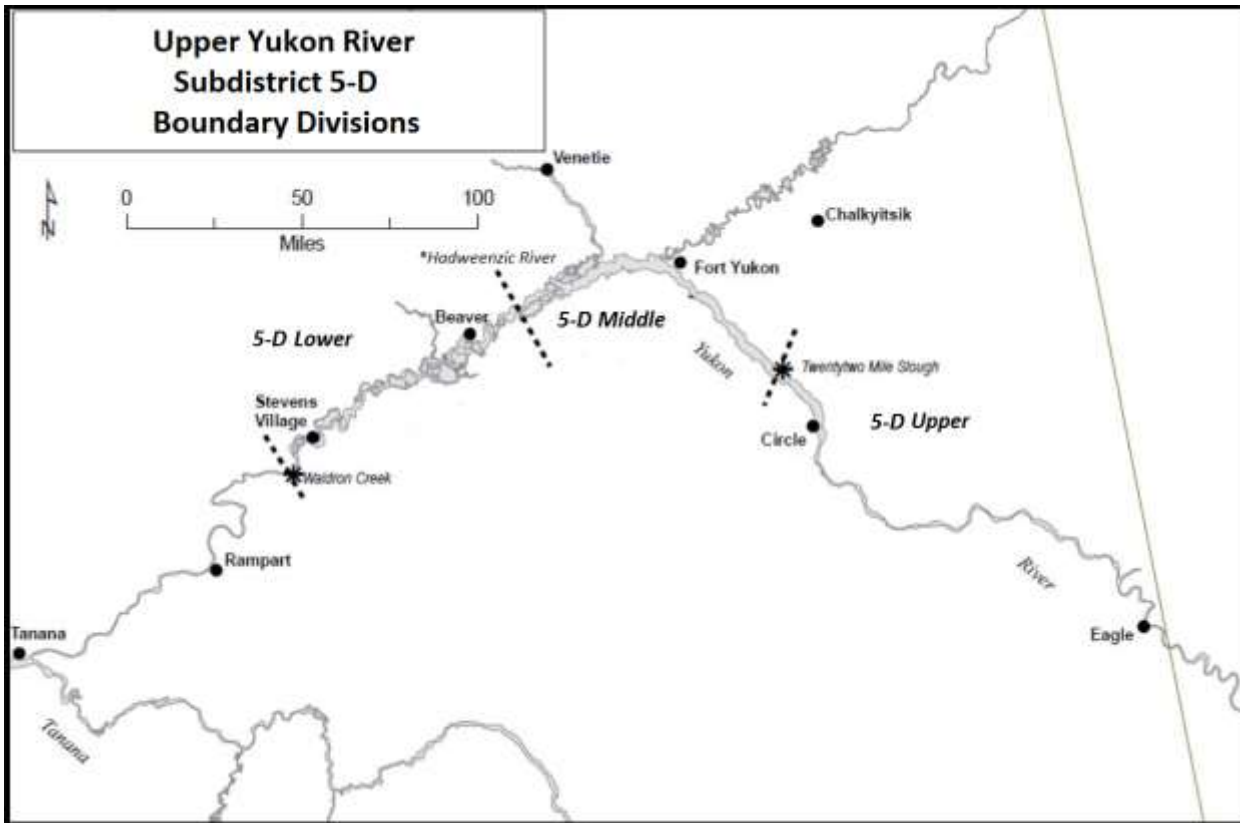 Upper Yukon River
Subdistrict 5-D
Boundary Divisions
N
0 50 100
Miles
Venetie
Chalkyitsik
*Hadweenzic River
Fort Yukon
Beaver
5-D Middle
5-D Lower
Yukon
Twentytwo Mile Slough
Stevens
Village
5-D Upper
Circle
Waldron Creek
Rampart
River
Tanana
Eagle
Tanana